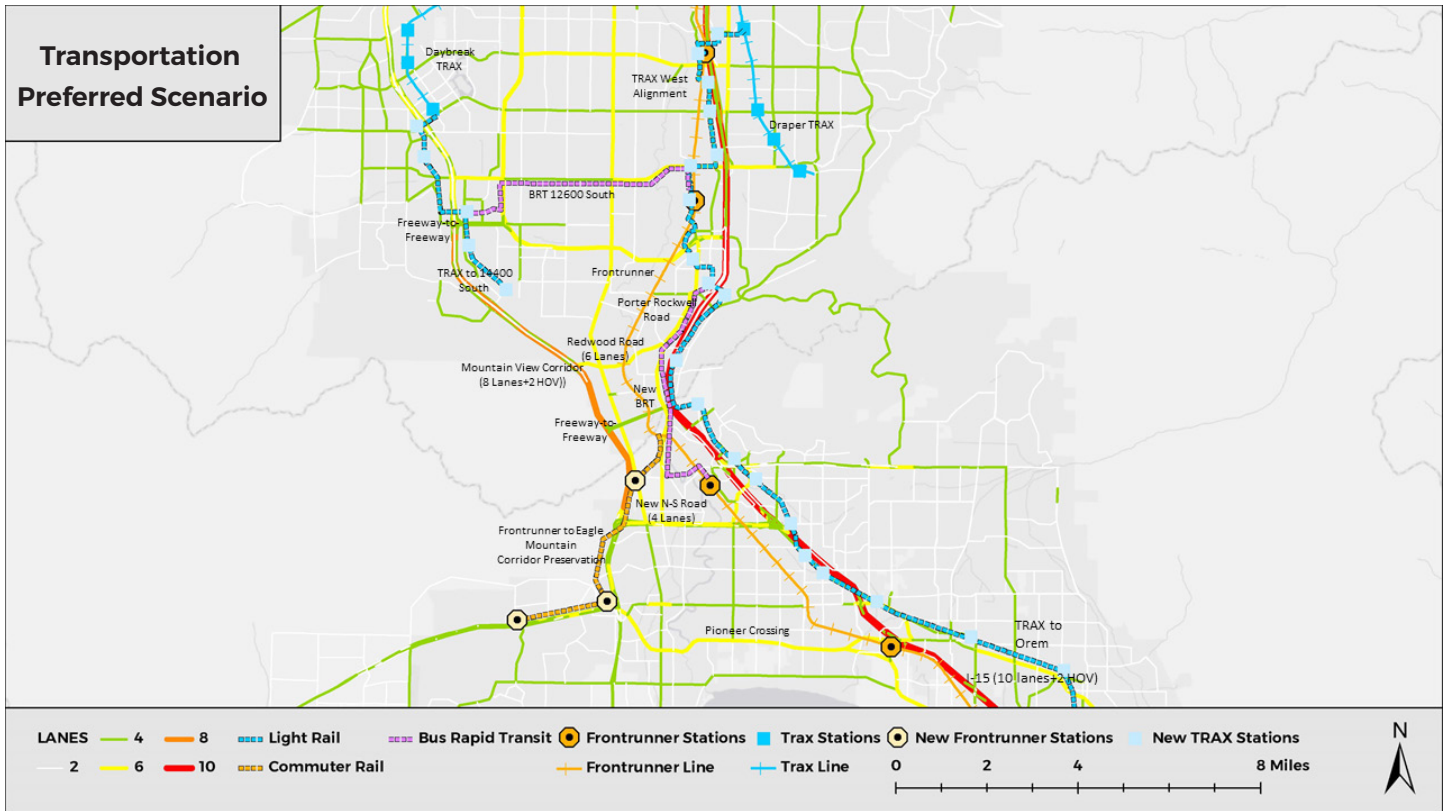 Transportation
Preferred Scenario
Daybreak
TRAX
TRAX West
Alignment
Draper TRAX
BRT 12600 South
Freeway-to-
Freeway
TRAX to 14400
South
Frontrunner
Porter Rockwell
Road
Redwood Road
(6 Lanes)
Mountain View Corridor
(8 Lanes+2 HOV))
New
BRT
Freeway-to-
Freeway
New N-S Road
(4 Lanes)
Frontrunner to Eagle
Mountain
Corridor Preservation
Pioneer Crossing
TRAX to
Orem
I-15 (10 lanes+2 HOV)
LANES 4 8 Light Rail Bus Rapid Transit Frontrunner Stations Trax Stations New Frontrunner Stations New TRAX Stations
2 6 10 Commuter Rail Frontrunner Line Trax Line
0 2 4 8 Miles
N